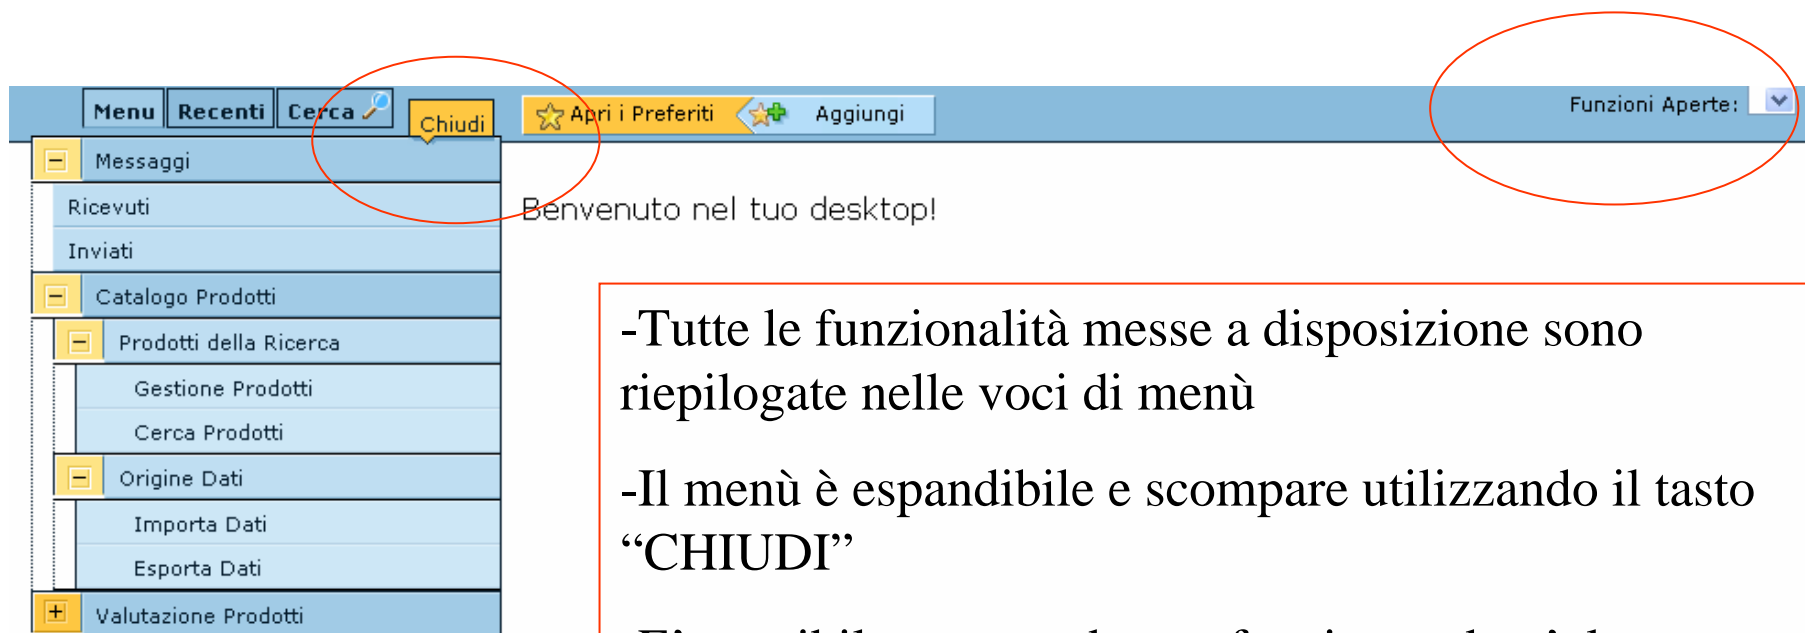 Menu Recenti Cerca Chiudi Apri i Preferiti Aggiungi Funzioni Aperte:
Messaggi
Ricevuti
Inviati
Catalogo Prodotti
Prodotti della Ricerca
Gestione Prodotti
Cerca Prodotti
Origine Dati
Importa Dati
Esporta Dati
Valutazione Prodotti
Benvenuto nel tuo desktop!
-Tutte le funzionalità messe a disposizione sono
riepilogate nelle voci di menù
-Il menù è espandibile e scompare utilizzando il tasto
“CHIUDI”